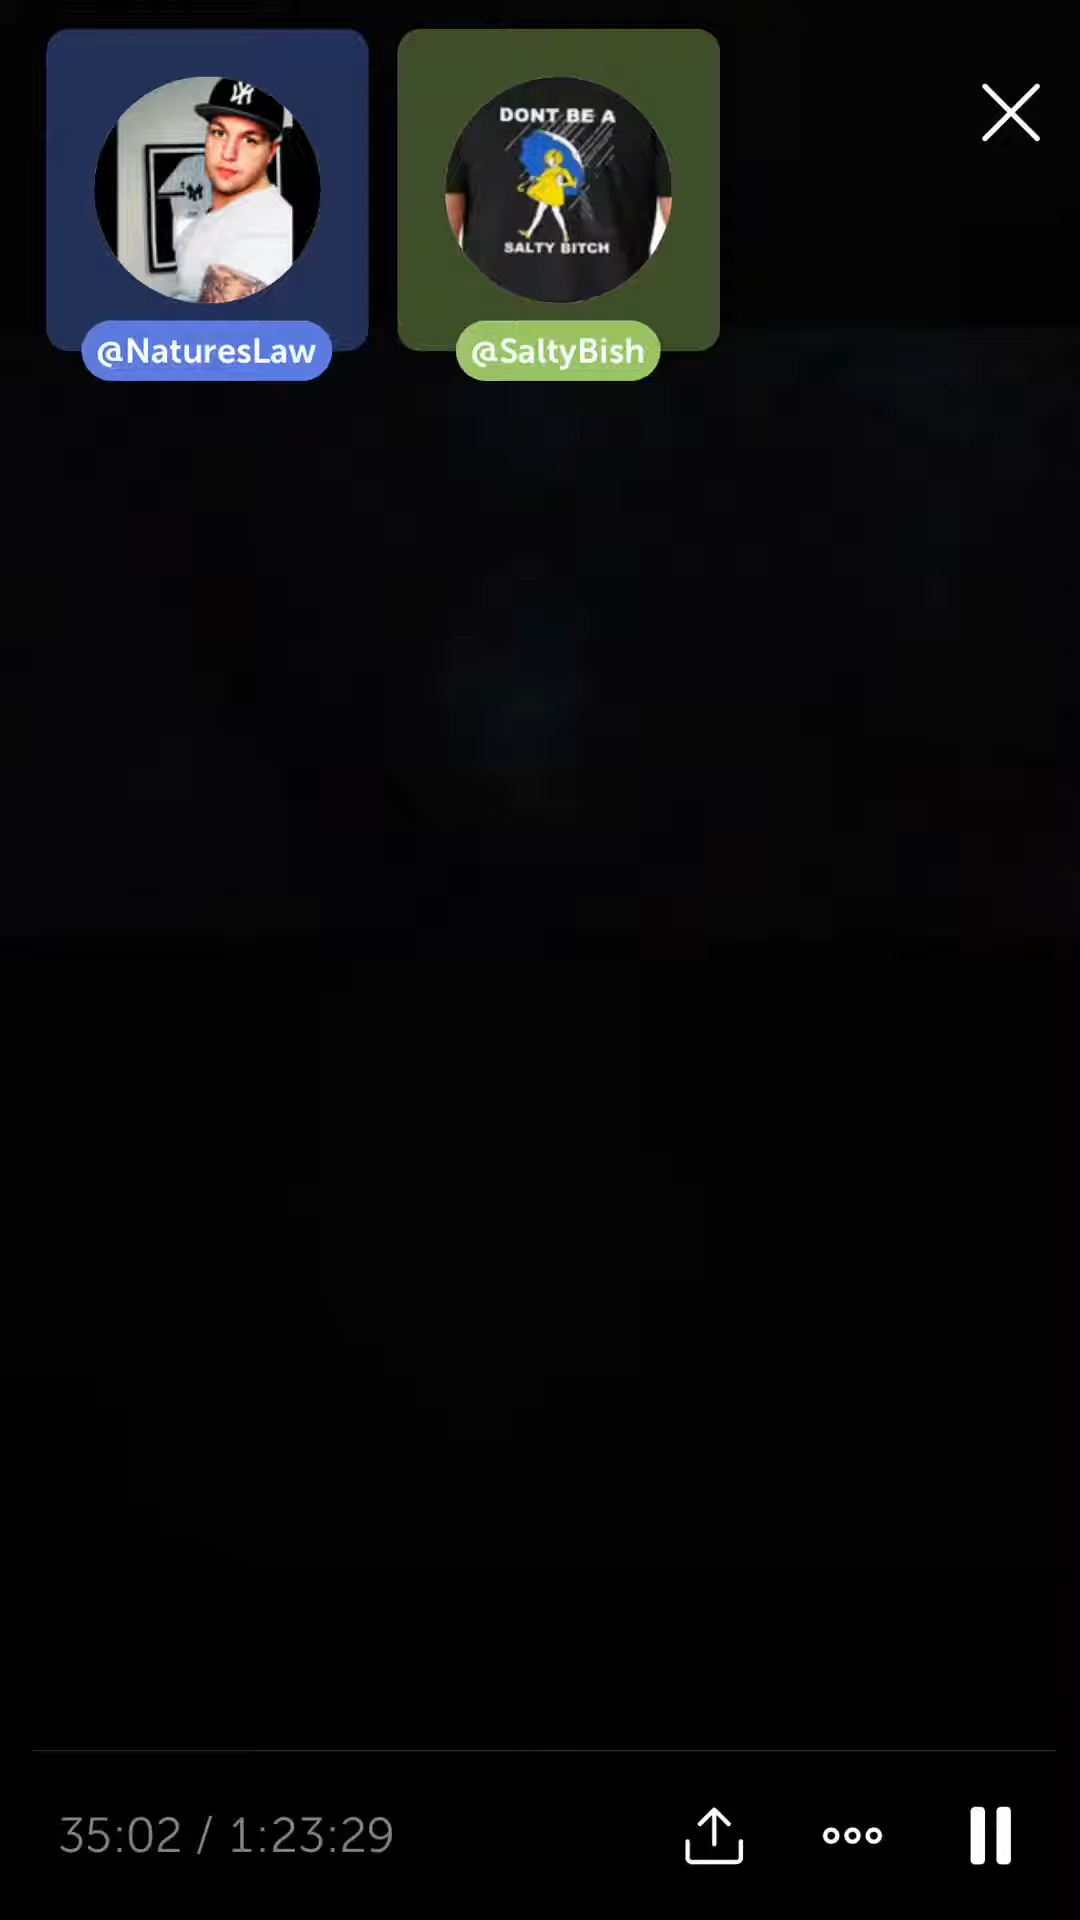 DONT BE A
SALTY BITCH
@NaturesLaw
@SaltyBish
35:02 / 1:23:29